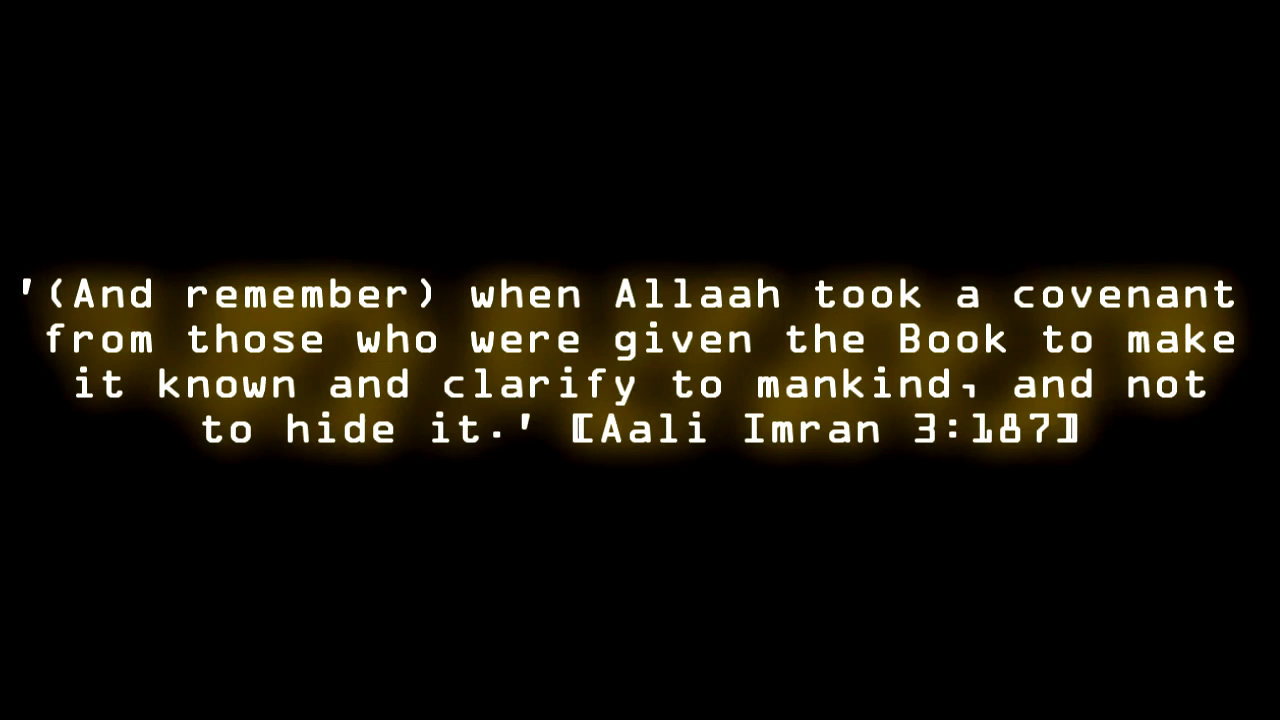 '(And remember) when Allaah took a covenant
from those who were given the Book to make
it known and clarify to mankind, and not
to hide it.' [Aali Imran 3:187]